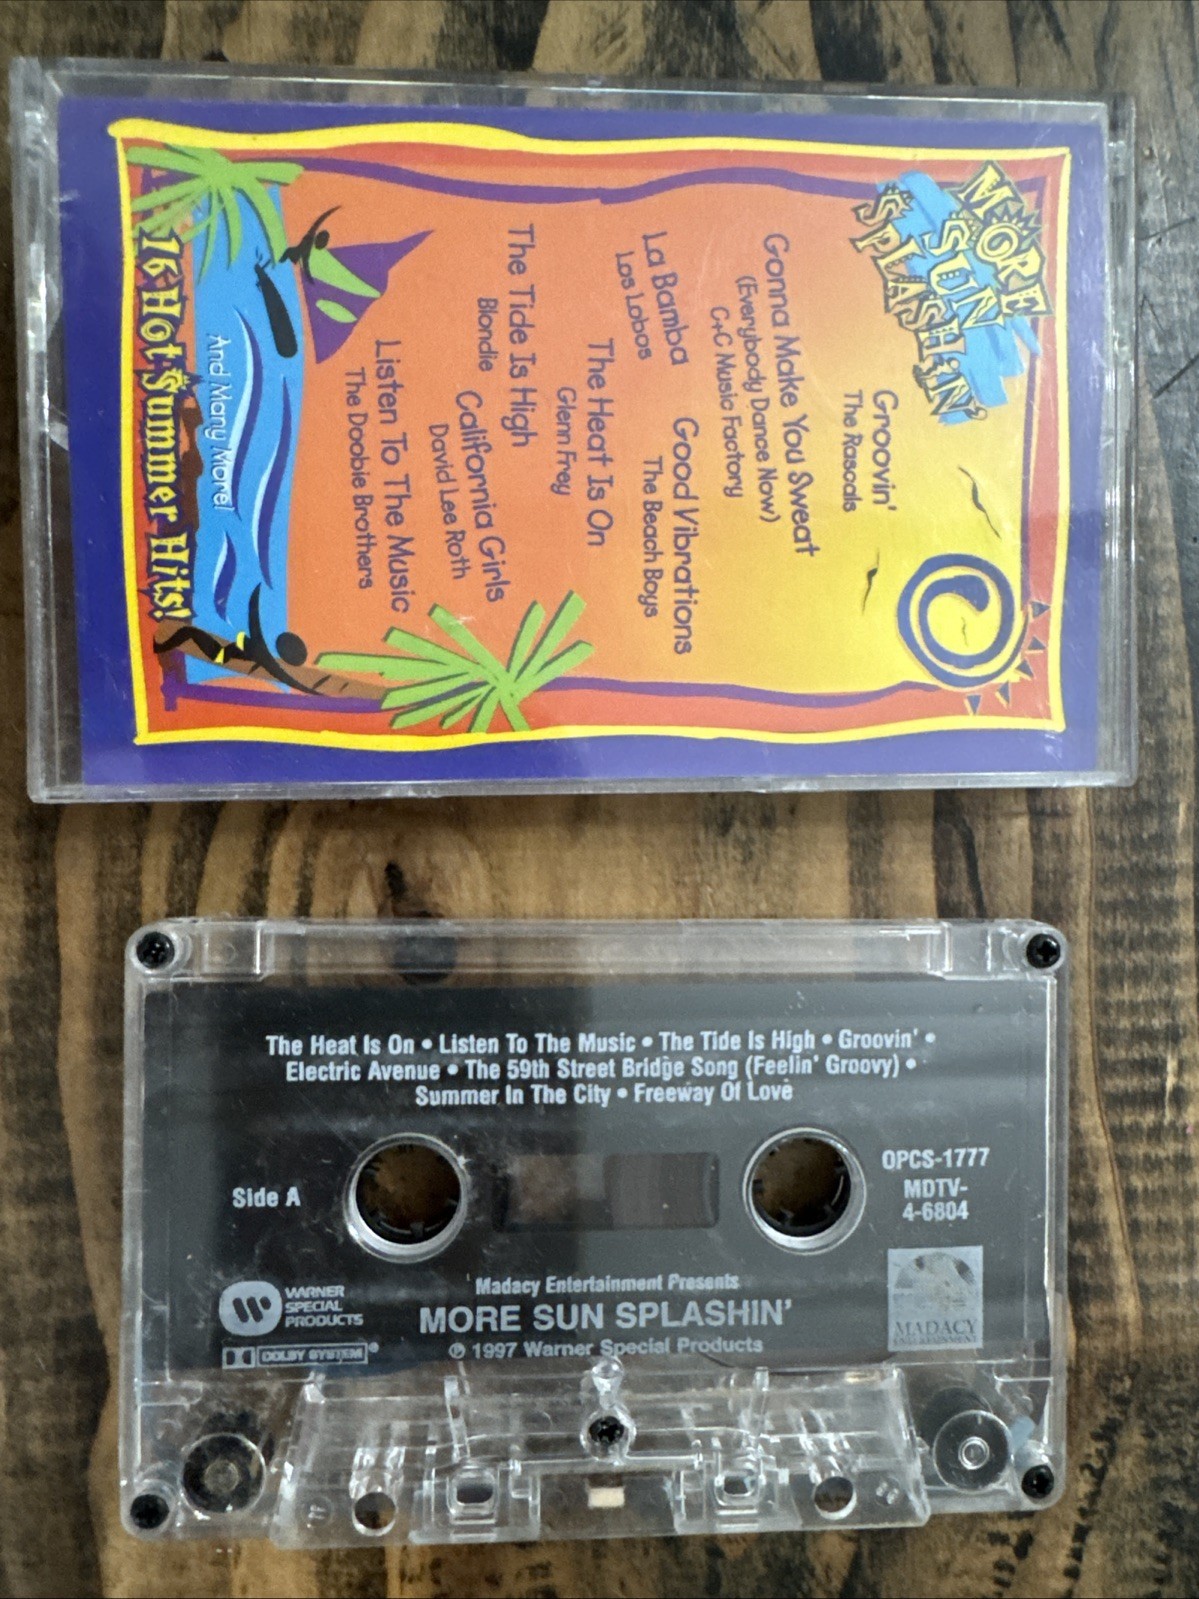 MORE
SUN
SPLASHIN'
Groovin'
The Rascals
Gonna Make You Sweat
(Everybody Dance Now)
C+C Music Factory
La Bamba
Los Lobos
Good Vibrations
The Beach Boys
The Heat Is On
Glenn Frey
The Tide Is High
Blondie
California Girls
David Lee Roth
Listen To The Music
The Doobie Brothers
And Many More!
16 Hot Summer Hits!
The Heat Is On • Listen To The Music • The Tide Is High • Groovin' •
Electric Avenue • The 59th Street Bridge Song (Feelin' Groovy) •
Summer In The City • Freeway Of Love
Side A
OPCS-1777
MDTV-
4-6804
WARNER
SPECIAL
PRODUCTS
DOLBY SYSTEM®
Madacy Entertainment Presents
MORE SUN SPLASHIN'
℗ 1997 Warner Special Products
MADACY
ENTERTAINMENT